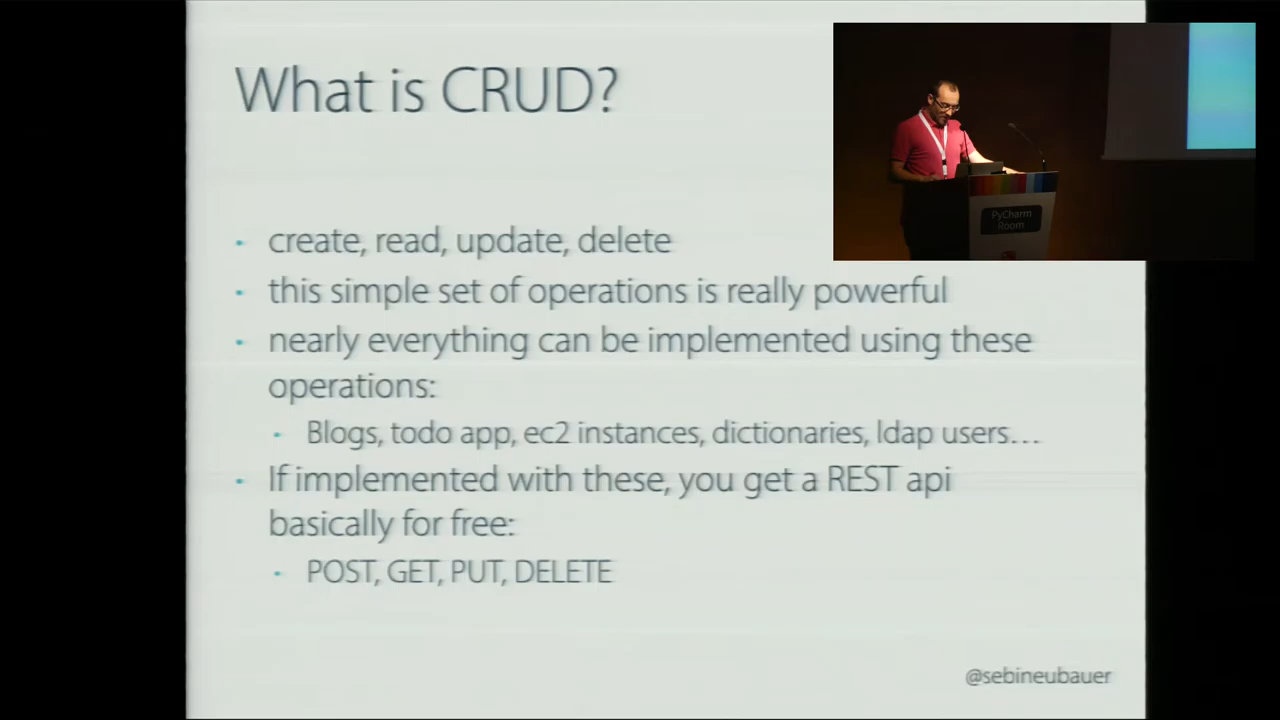 What is CRUD?
create, read, update, delete
this simple set of operations is really powerful
nearly everything can be implemented using these
operations:
Blogs, todo app, ec2 instances, dictionaries, ldap users…
If implemented with these, you get a REST api
basically for free:
POST, GET, PUT, DELETE
@sebineubauer
PyCharm
Room